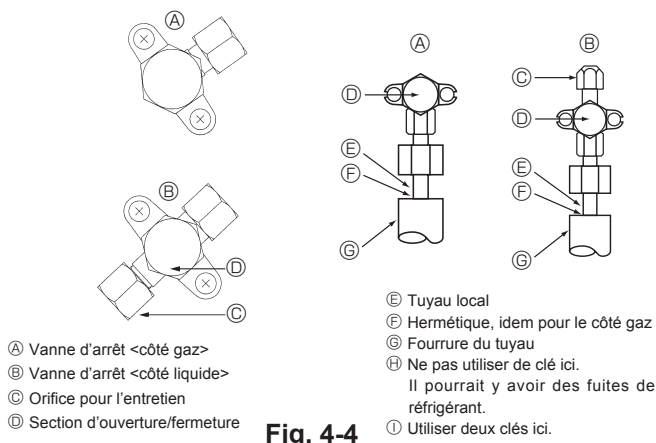 Ⓐ
Ⓑ
Ⓓ
Ⓒ
Ⓐ
Ⓓ
Ⓔ
Ⓕ
Ⓖ
Ⓑ
Ⓒ
Ⓓ
Ⓔ
Ⓕ
Ⓖ
Ⓐ Vanne d'arrêt <côté gaz>
Ⓑ Vanne d'arrêt <côté liquide>
Ⓒ Orifice pour l'entretien
Ⓓ Section d'ouverture/fermeture
Ⓔ Tuyau local
Ⓕ Hermétique, idem pour le côté gaz
Ⓖ Fourrure du tuyau
Ⓗ Ne pas utiliser de clé ici.
Il pourrait y avoir des fuites de
réfrigérant.
Ⓘ Utiliser deux clés ici.
Fig. 4-4